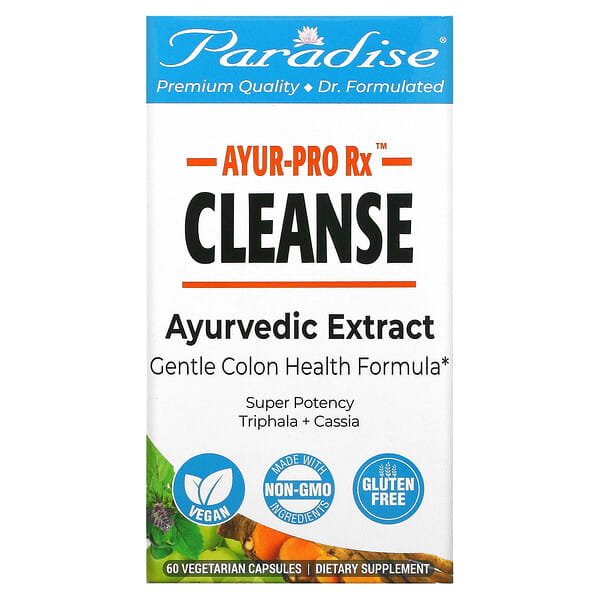 Paradise®
Premium Quality ◆ Dr. Formulated
AYUR-PRO Rx™
CLEANSE
Ayurvedic Extract
Gentle Colon Health Formula*
Super Potency
Triphala + Cassia
VEGAN
MADE WITH
NON-GMO
INGREDIENTS
GLUTEN
FREE
60 VEGETARIAN CAPSULES | DIETARY SUPPLEMENT